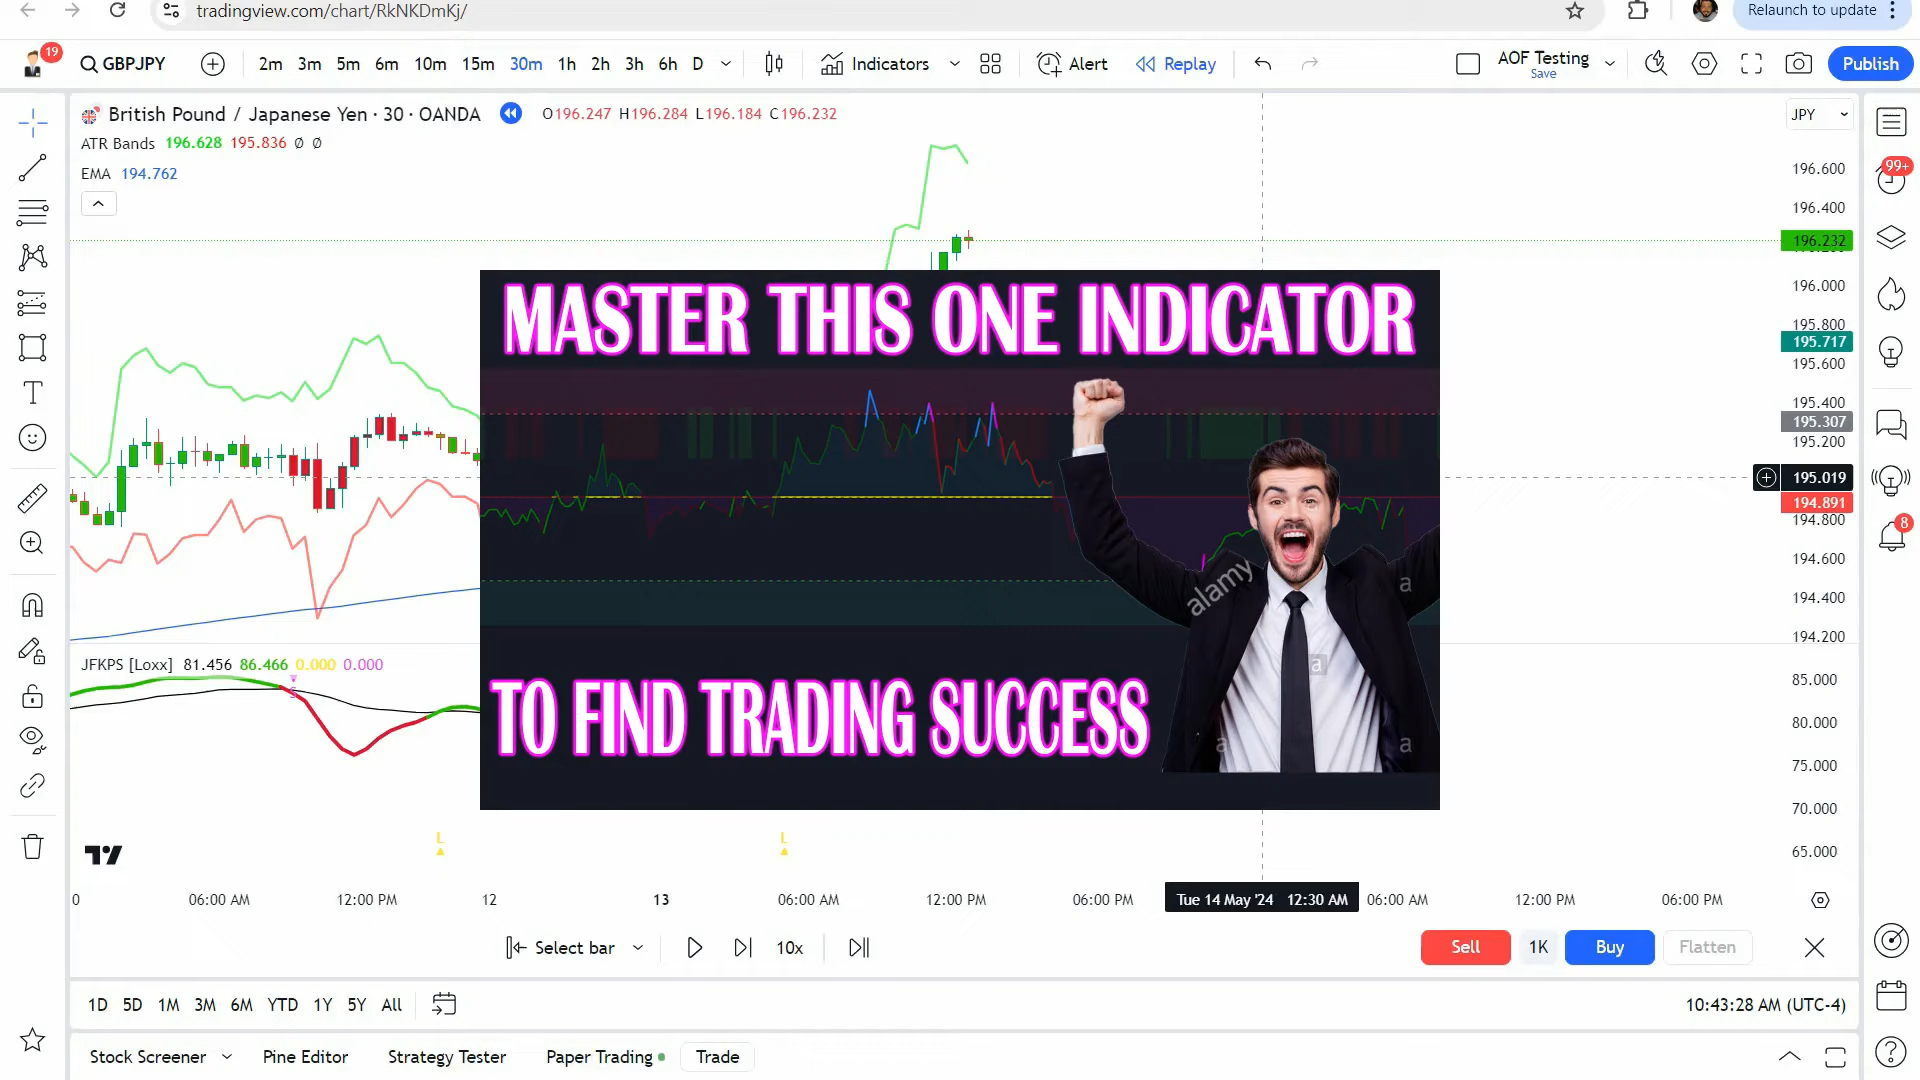 tradingview.com/chart/RkNKDmKj/
Relaunch to update
19
GBPJPY
2m 3m 5m 6m 10m 15m 30m 1h 2h 3h 6h D
Indicators
Alert
Replay
AOF Testing
Save
Publish
British Pound / Japanese Yen · 30 · OANDA
O196.247 H196.284 L196.184 C196.232
JPY
ATR Bands 196.628 195.836 Ø Ø
EMA 194.762
99+
196.600
196.400
196.232
196.000
195.800
195.717
195.600
195.400
195.307
195.200
195.019
194.891
194.800
194.600
194.400
194.200
8
MASTER THIS ONE INDICATOR
alamy
a
a
a
a
TO FIND TRADING SUCCESS
JFKPS [Loxx] 81.456 86.466 0.000 0.000
85.000
80.000
75.000
70.000
65.000
L
L
0
06:00 AM
12:00 PM
12
13
06:00 AM
12:00 PM
06:00 PM
Tue 14 May '24 12:30 AM
06:00 AM
12:00 PM
06:00 PM
Select bar
10x
Sell
1K
Buy
Flatten
1D 5D 1M 3M 6M YTD 1Y 5Y All
10:43:28 AM (UTC-4)
Stock Screener
Pine Editor
Strategy Tester
Paper Trading
Trade